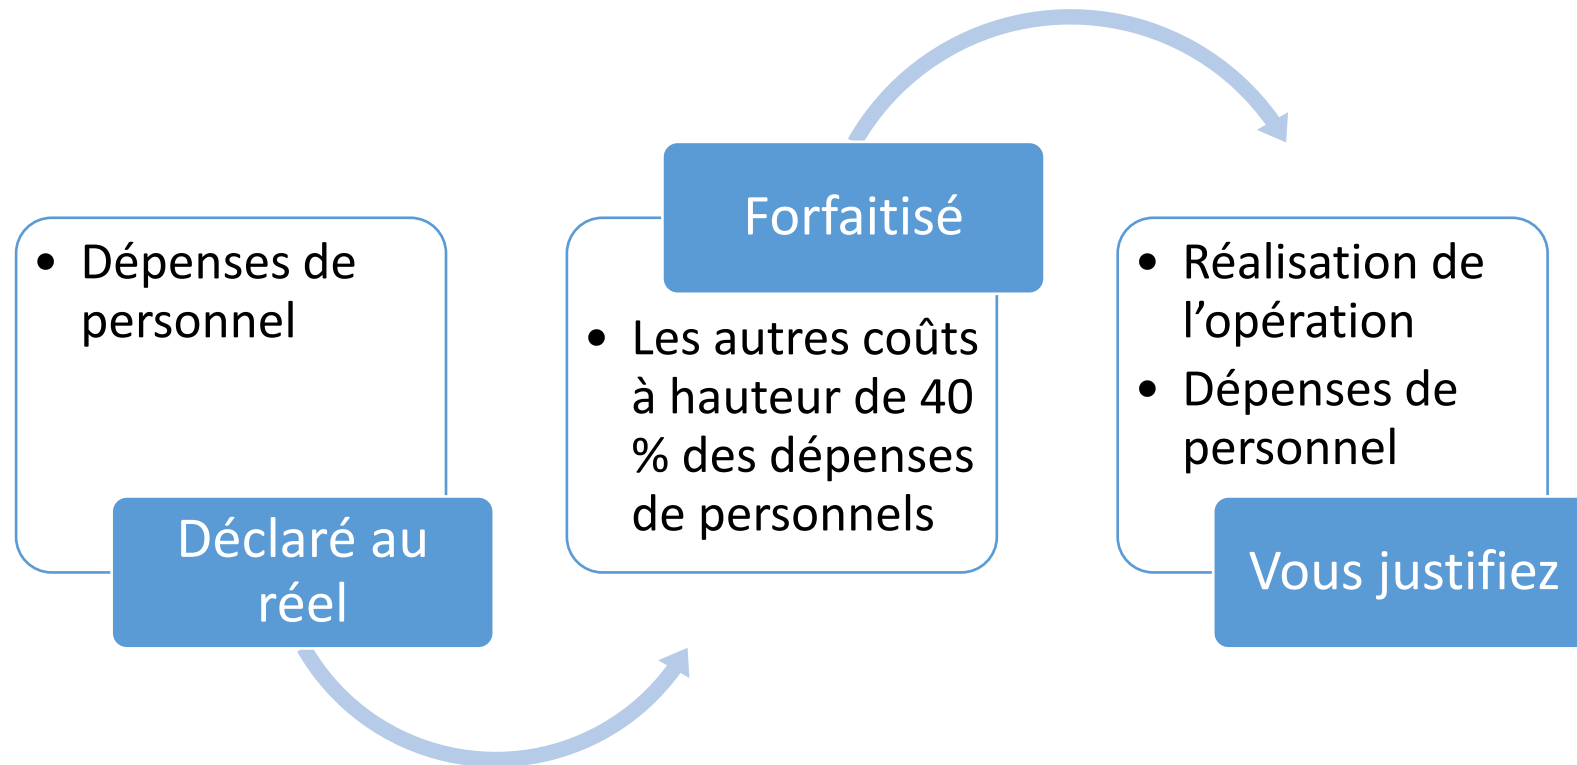 • Dépenses de
personnel
Déclaré au
réel
Forfaitisé
• Les autres coûts
à hauteur de 40
% des dépenses
de personnels
• Réalisation de
l’opération
• Dépenses de
personnel
Vous justifiez